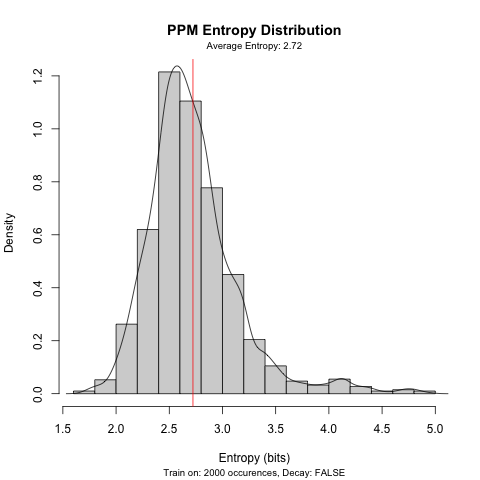 PPM Entropy Distribution
Average Entropy: 2.72
Density
1.2
1.0
0.8
0.6
0.4
0.2
0.0
1.5 2.0 2.5 3.0 3.5 4.0 4.5 5.0
Entropy (bits)
Train on: 2000 occurences, Decay: FALSE